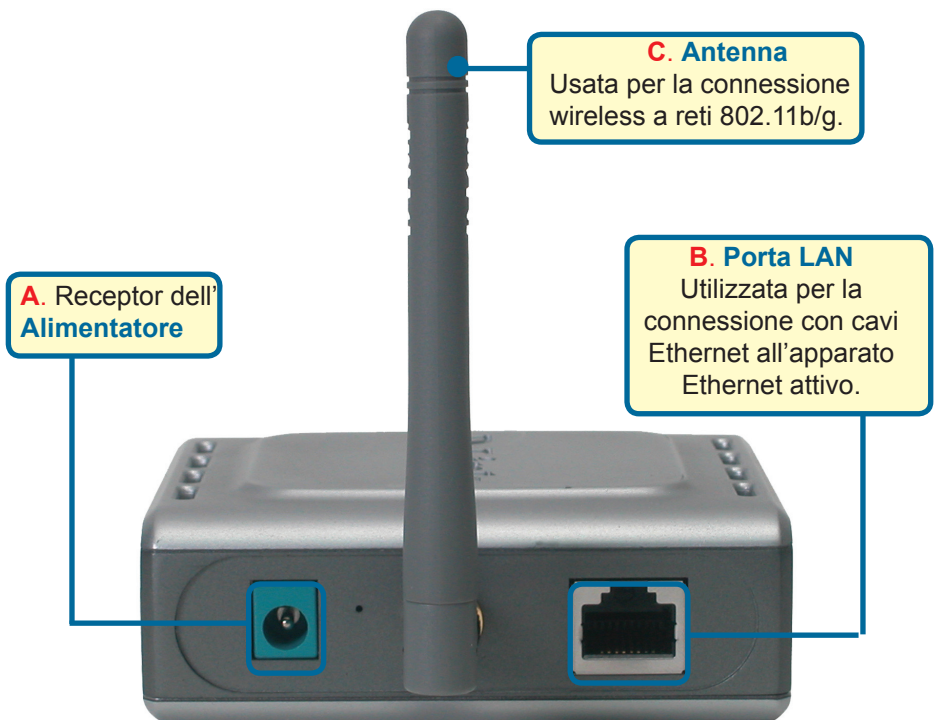 C. Antenna
Usata per la connessione
wireless a reti 802.11b/g.
B. Porta LAN
Utilizzata per la
connessione con cavi
Ethernet all'apparato
Ethernet attivo.
A. Receptor dell'
Alimentatore